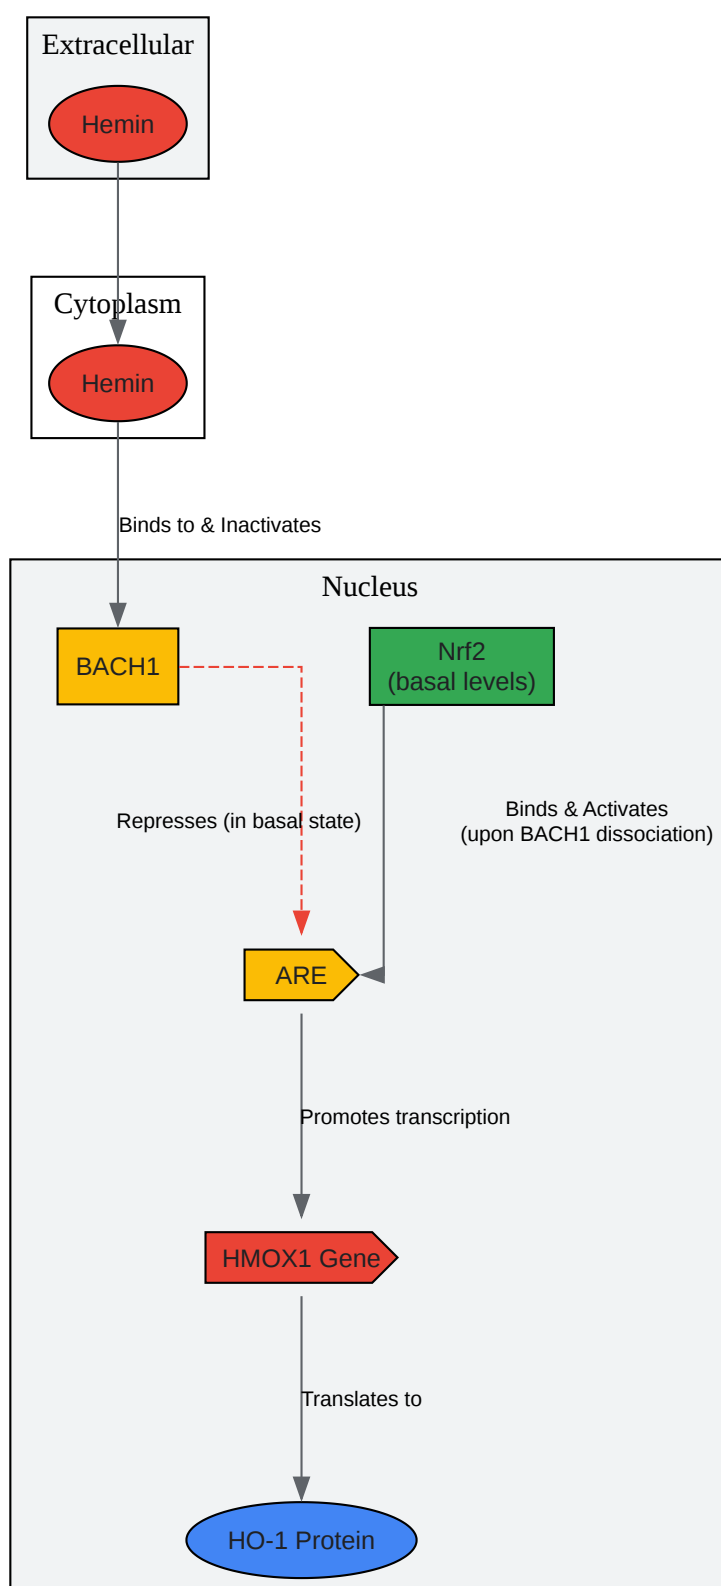 Extracellular
Hemin
Cytoplasm
Hemin
Binds to & Inactivates
Nucleus
BACH1
Nrf2
(basal levels)
Represses (in basal state)
Binds & Activates
(upon BACH1 dissociation)
ARE
Promotes transcription
HMOX1 Gene
Translates to
HO-1 Protein